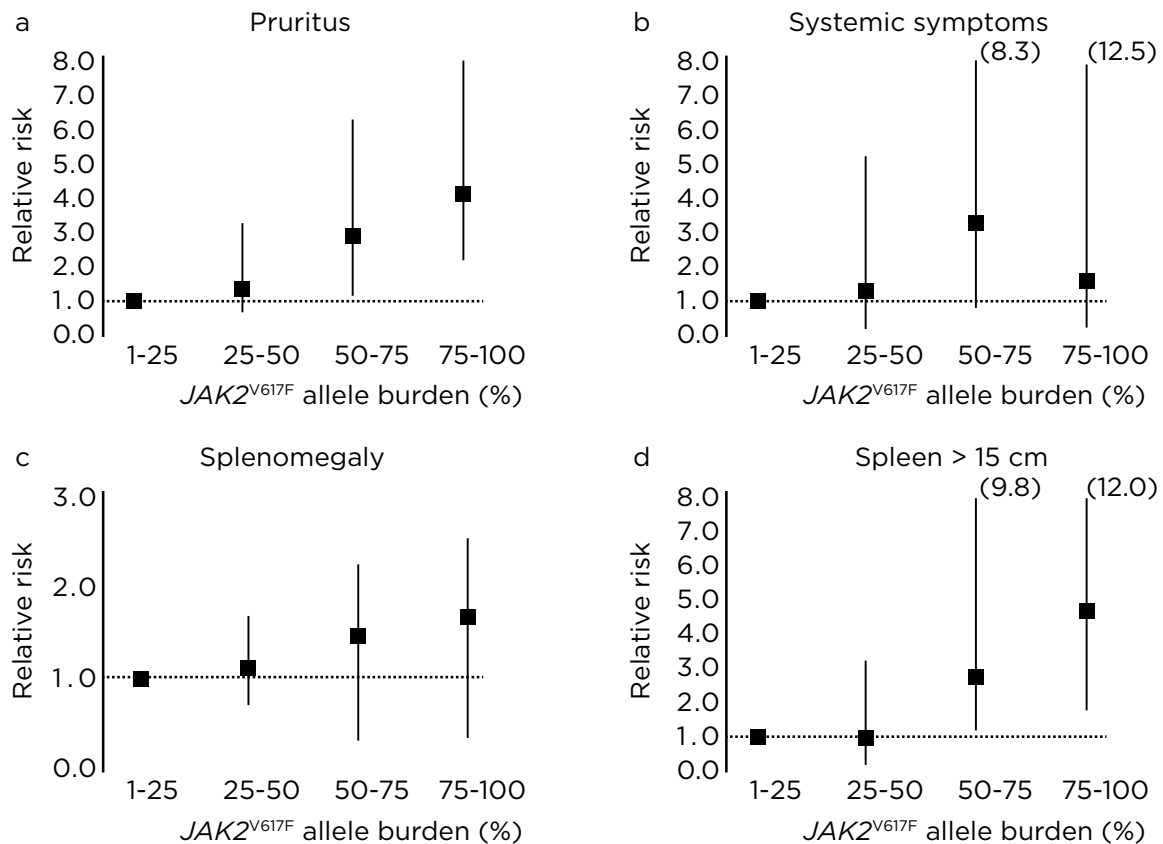 a
Pruritus
Relative risk
8.0
7.0
6.0
5.0
4.0
3.0
2.0
1.0
0.0
1-25 25-50 50-75 75-100
JAK2V617F allele burden (%)
b
Systemic symptoms
(8.3) (12.5)
Relative risk
8.0
7.0
6.0
5.0
4.0
3.0
2.0
1.0
0.0
1-25 25-50 50-75 75-100
JAK2V617F allele burden (%)
c
Splenomegaly
Relative risk
3.0
2.0
1.0
0.0
1-25 25-50 50-75 75-100
JAK2V617F allele burden (%)
d
Spleen > 15 cm
(9.8) (12.0)
Relative risk
8.0
7.0
6.0
5.0
4.0
3.0
2.0
1.0
0.0
1-25 25-50 50-75 75-100
JAK2V617F allele burden (%)